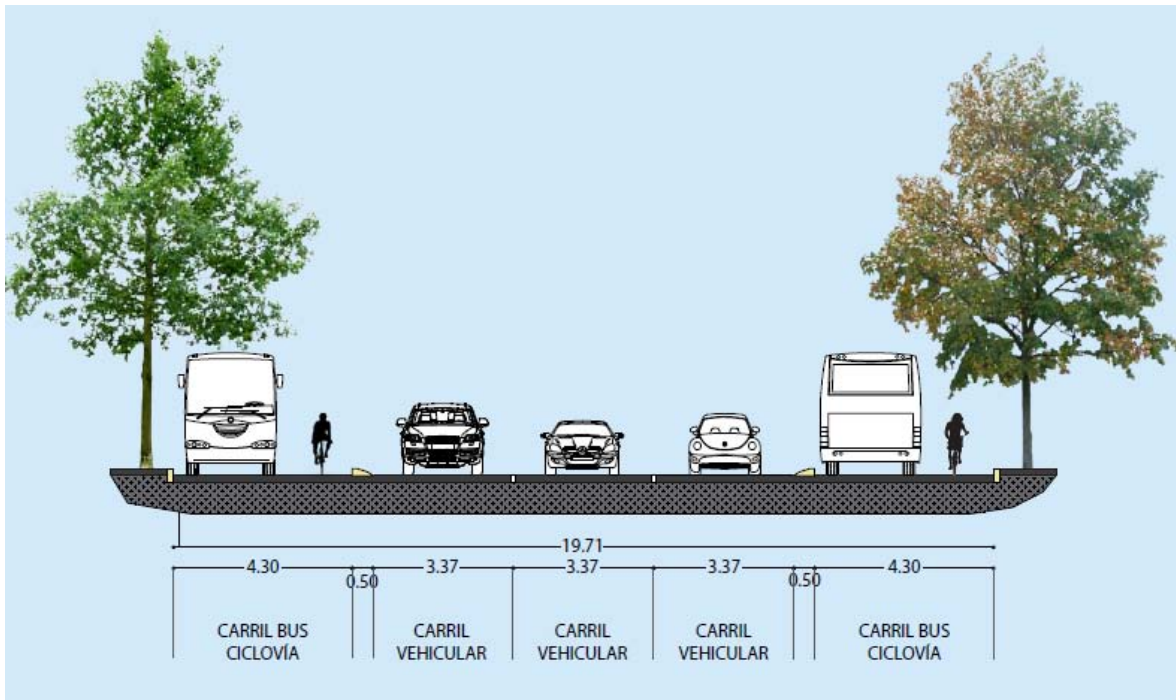 19.71
4.30 0.50 3.37 3.37 3.37 0.50 4.30
CARRIL BUS CARRIL CARRIL CARRIL CARRIL BUS
CICLOVÍA VEHICULAR VEHICULAR VEHICULAR CICLOVÍA